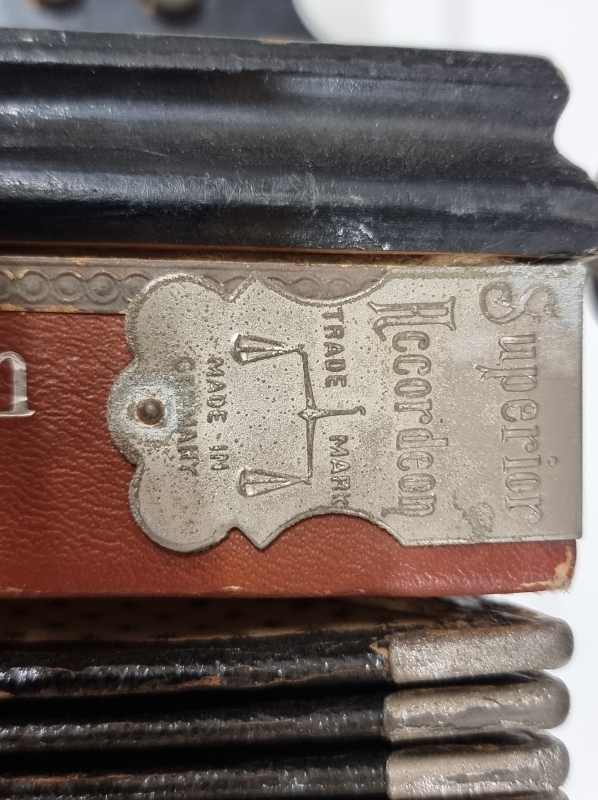 Superior
Accordeon
TRADE MARK
MADE IN
GERMANY